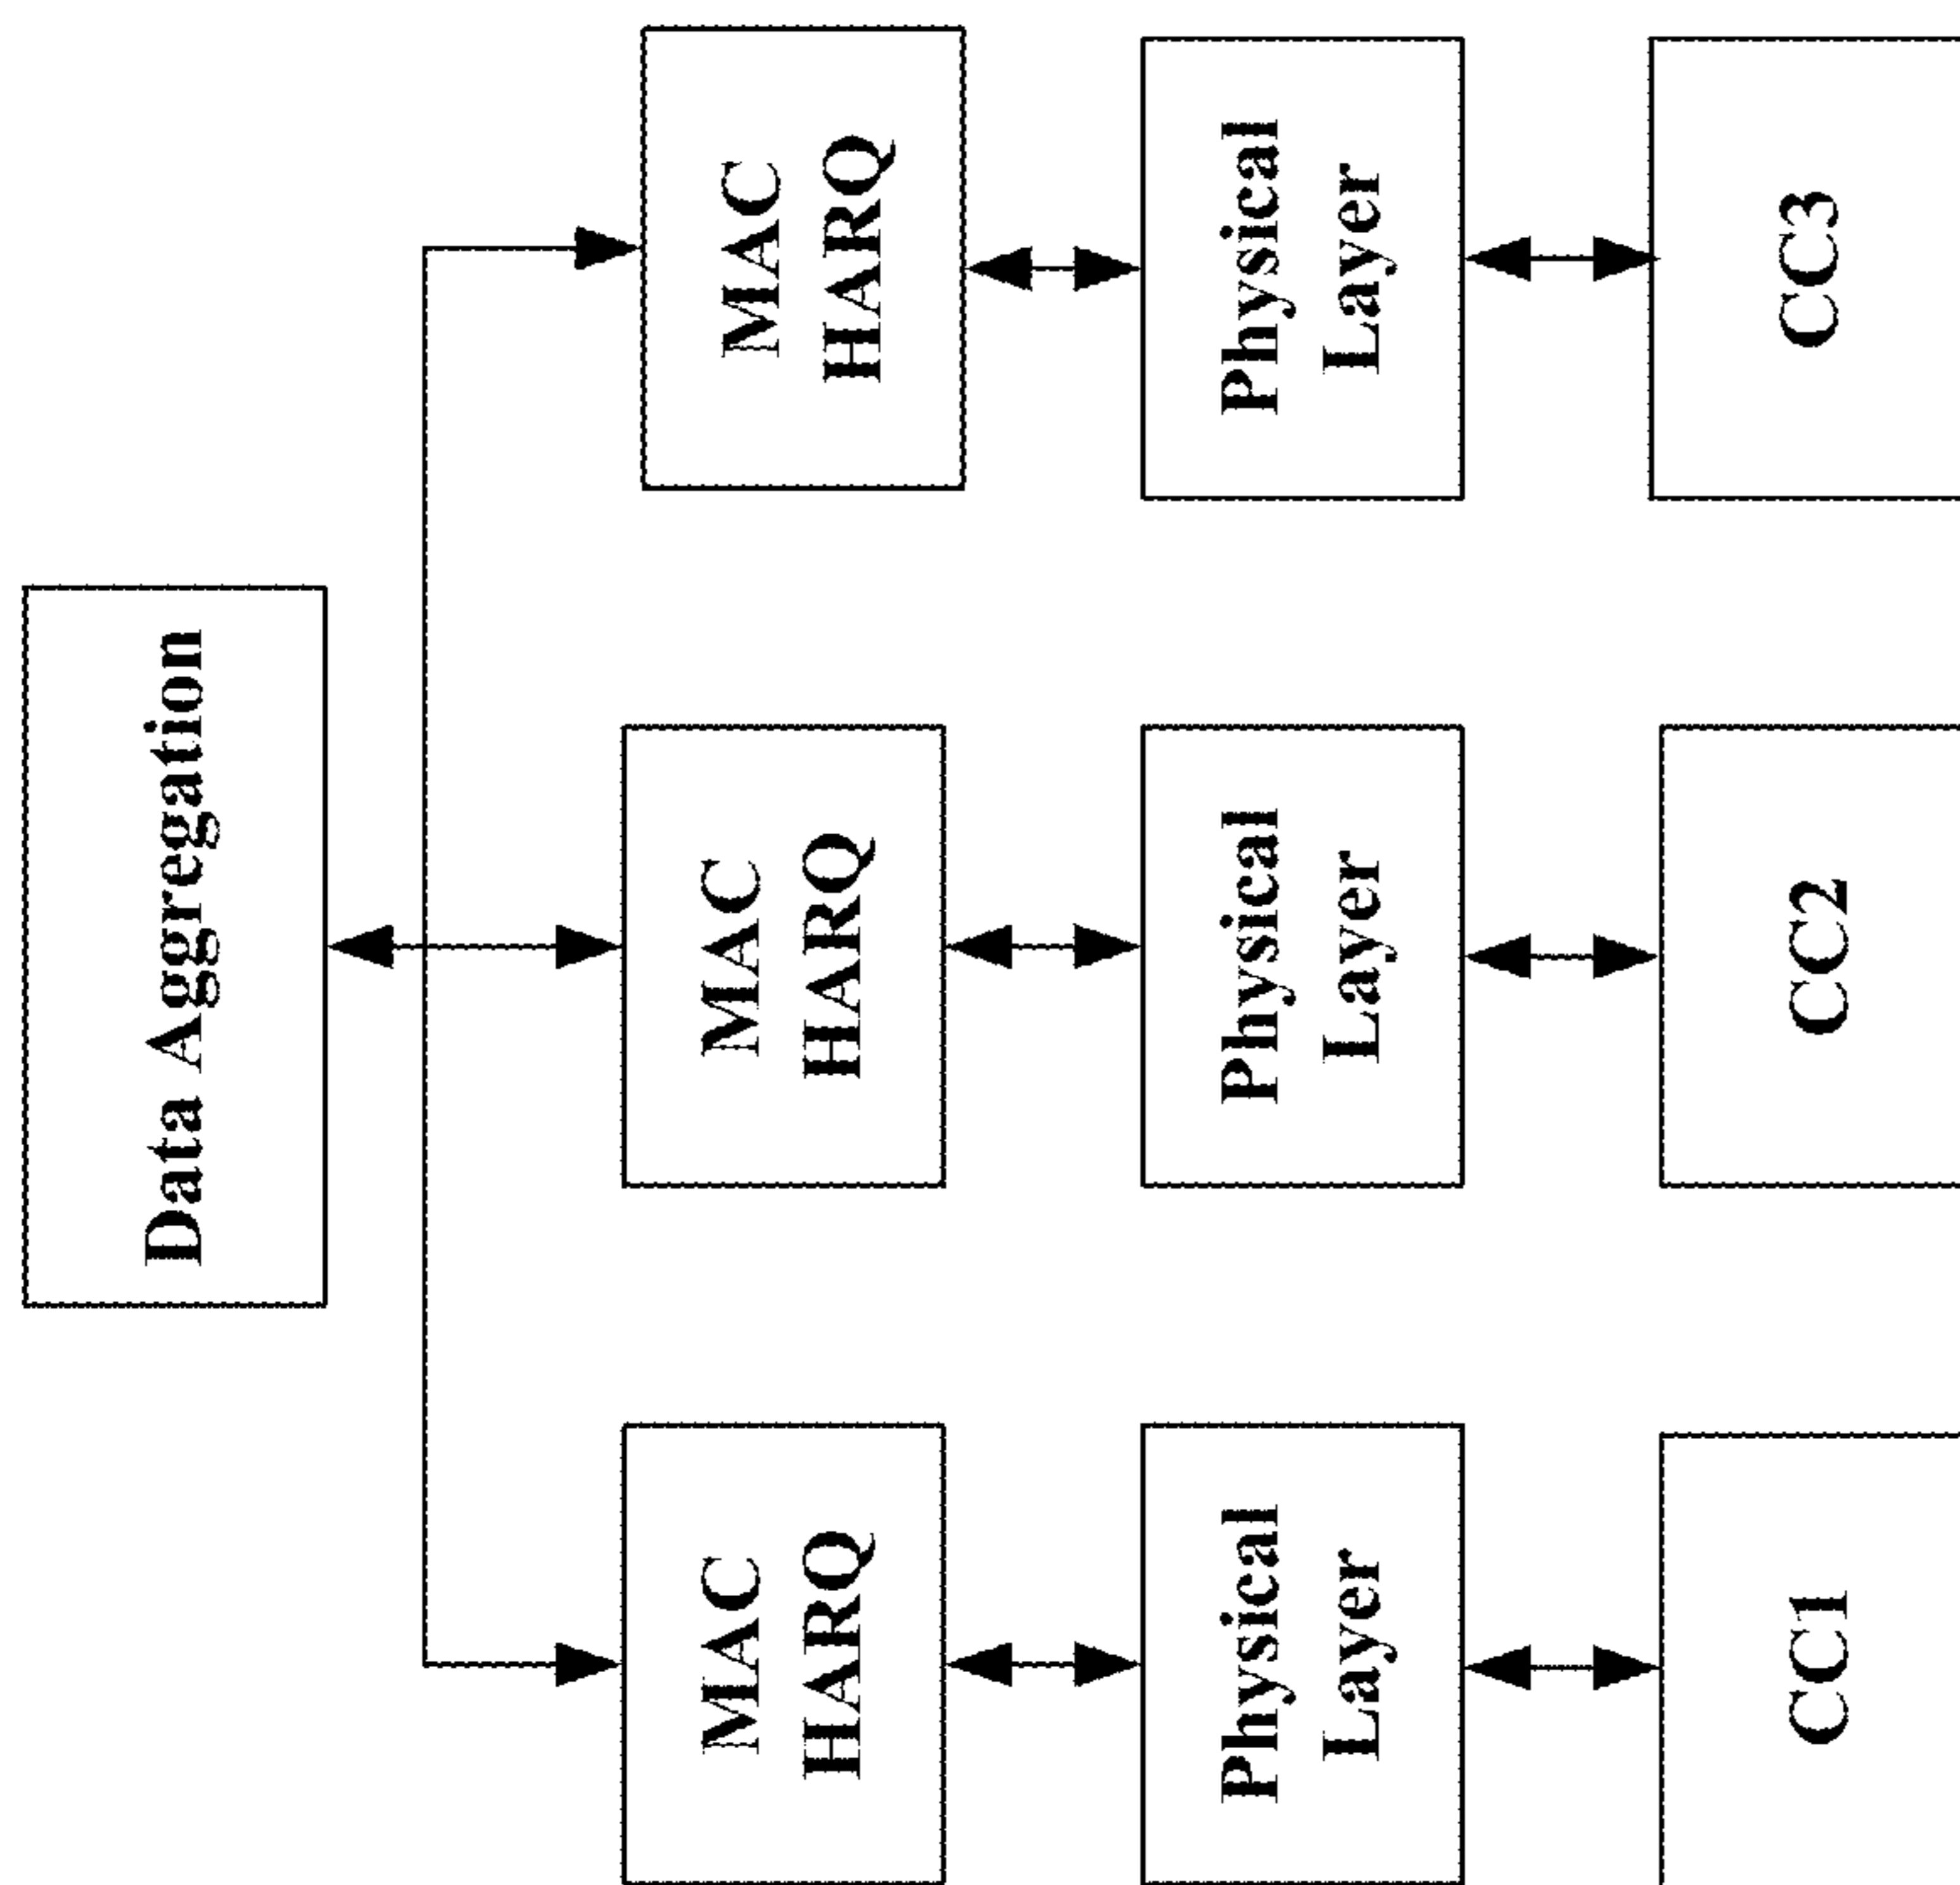 Data Aggregation
MAC
HARQ
MAC
HARQ
MAC
HARQ
Physical
Layer
Physical
Layer
Physical
Layer
CC1
CC2
CC3